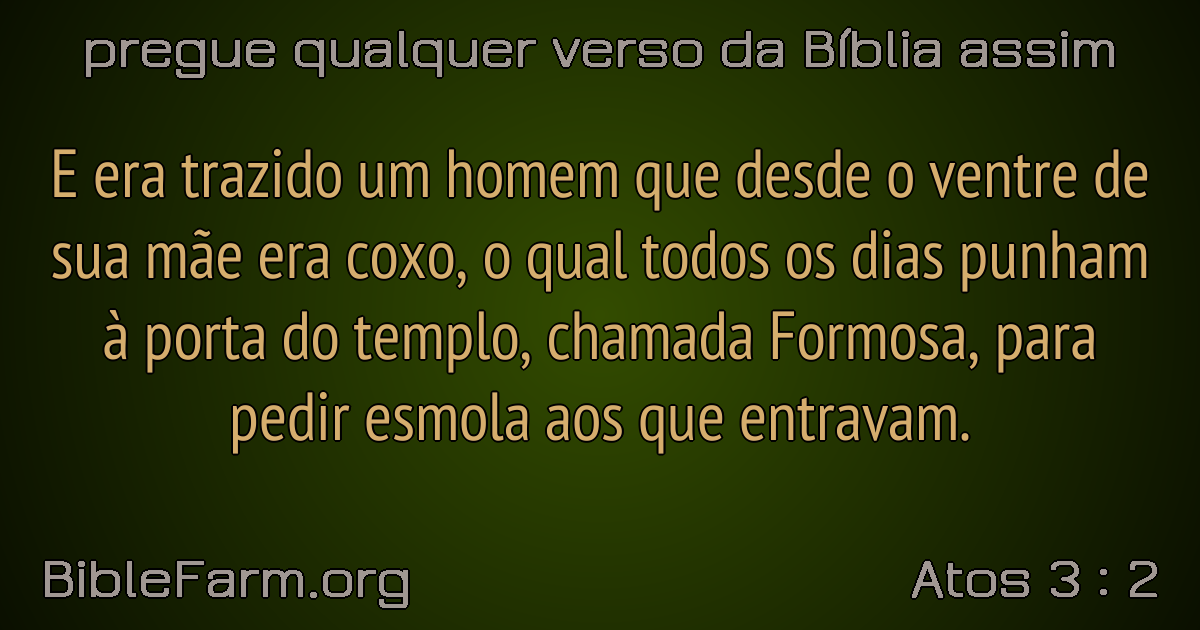 pregue qualquer verso da Bíblia assim
E era trazido um homem que desde o ventre de
sua mãe era coxo, o qual todos os dias punham
à porta do templo, chamada Formosa, para
pedir esmola aos que entravam.
BibleFarm.org
Atos 3 : 2